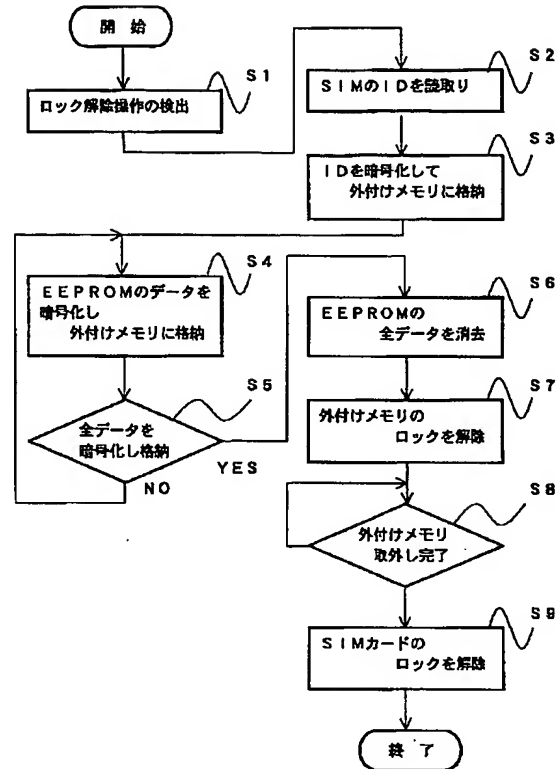 開 始
S1
ロック解除操作の検出
S2
SIMのIDを読取り
S3
IDを暗号化して
外付けメモリに格納
S4
EEPROMのデータを
暗号化し
外付けメモリに格納
S5
全データを
暗号化し格納
YES
NO
S6
EEPROMの
全データを消去
S7
外付けメモリの
ロックを解除
S8
外付けメモリ
取外し完了
S9
SIMカードの
ロックを解除
終 了